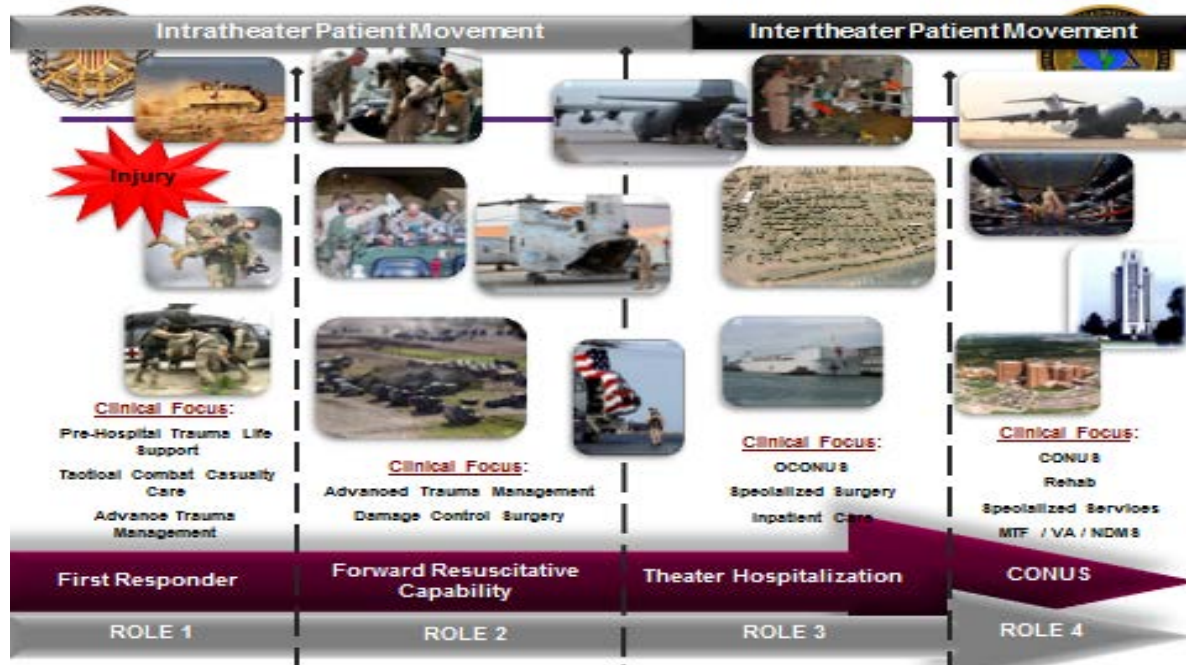 Intratheater Patient Movement
Intertheater Patient Movement
Injury
Clinical Focus:
Pre-Hospital Trauma Life
Support
Tactical Combat Casualty
Care
Advance Trauma
Management
Clinical Focus:
Advanced Trauma Management
Damage Control Surgery
Clinical Focus:
OCONUS
Specialized Surgery
Inpatient Care
Clinical Focus:
CONUS
Rehab
Specialized Services
MTF / VA / NDMS
First Responder
Forward Resuscitative
Capability
Theater Hospitalization
CONUS
ROLE 1
ROLE 2
ROLE 3
ROLE 4